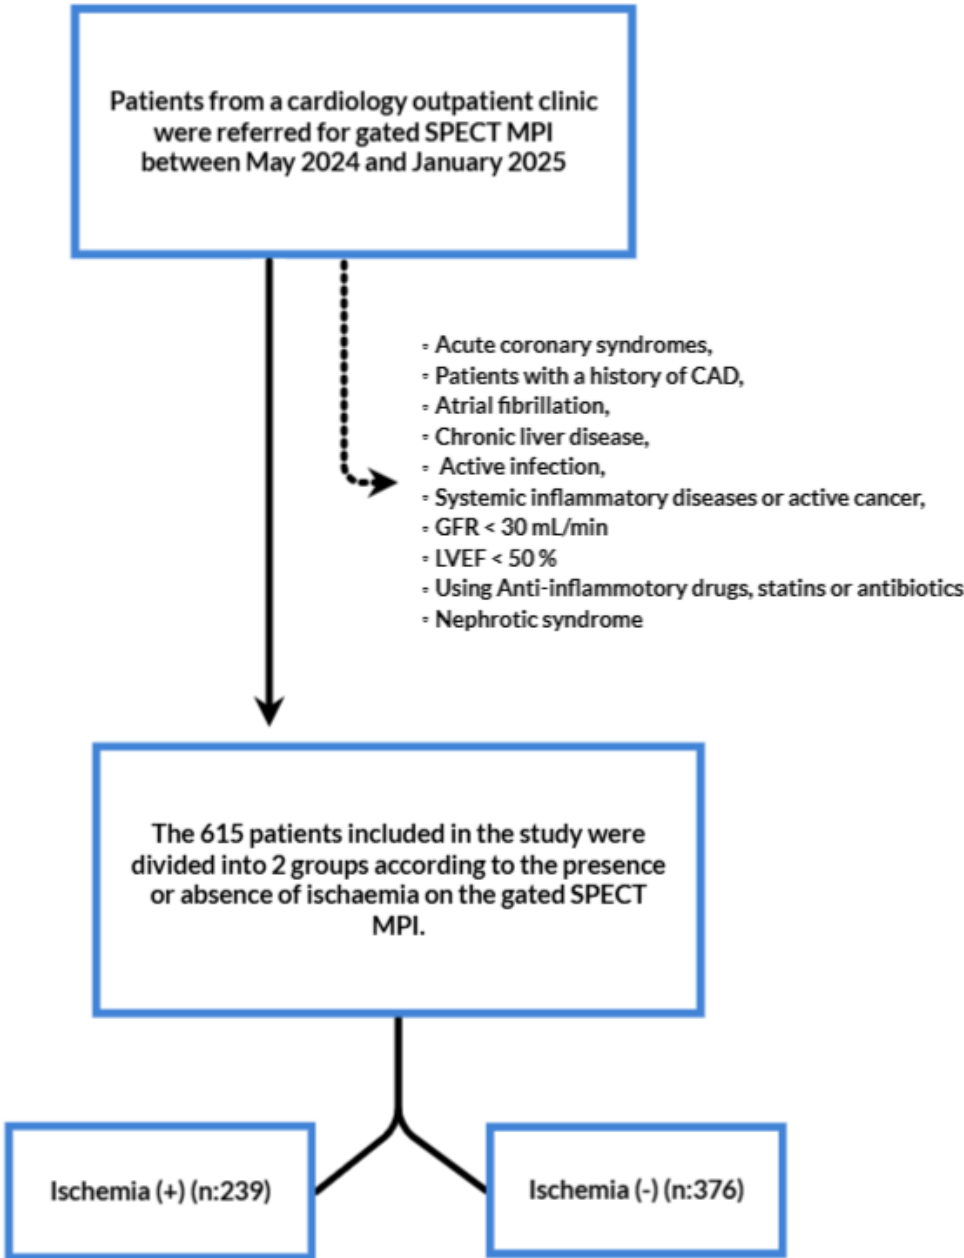 Patients from a cardiology outpatient clinic
were referred for gated SPECT MPI
between May 2024 and January 2025
- Acute coronary syndromes,
- Patients with a history of CAD,
- Atrial fibrillation,
- Chronic liver disease,
- Active infection,
- Systemic inflammatory diseases or active cancer,
- GFR < 30 mL/min
- LVEF < 50 %
- Using Anti-inflammotory drugs, statins or antibiotics
- Nephrotic syndrome
The 615 patients included in the study were
divided into 2 groups according to the presence
or absence of ischaemia on the gated SPECT
MPI.
Ischemia (+) (n:239)
Ischemia (-) (n:376)